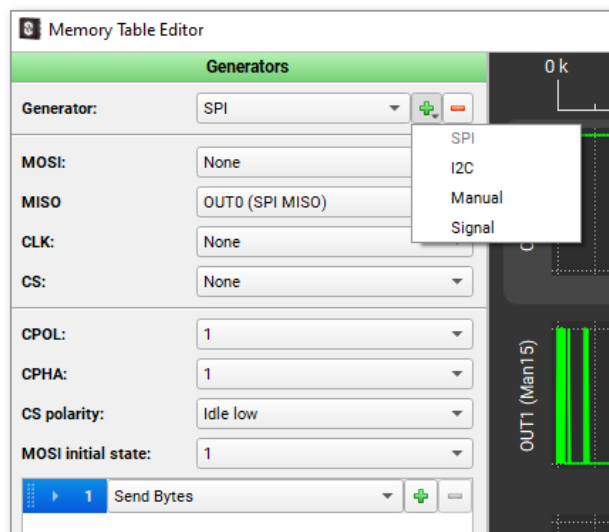 Memory Table Editor
Generators
0 k
Generator: SPI
SPI
I2C
Manual
Signal
MOSI: None
MISO OUT0 (SPI MISO)
CLK: None
CS: None
CPOL: 1
CPHA: 1
CS polarity: Idle low
MOSI initial state: 1
1 Send Bytes
OUT1 (Man15)